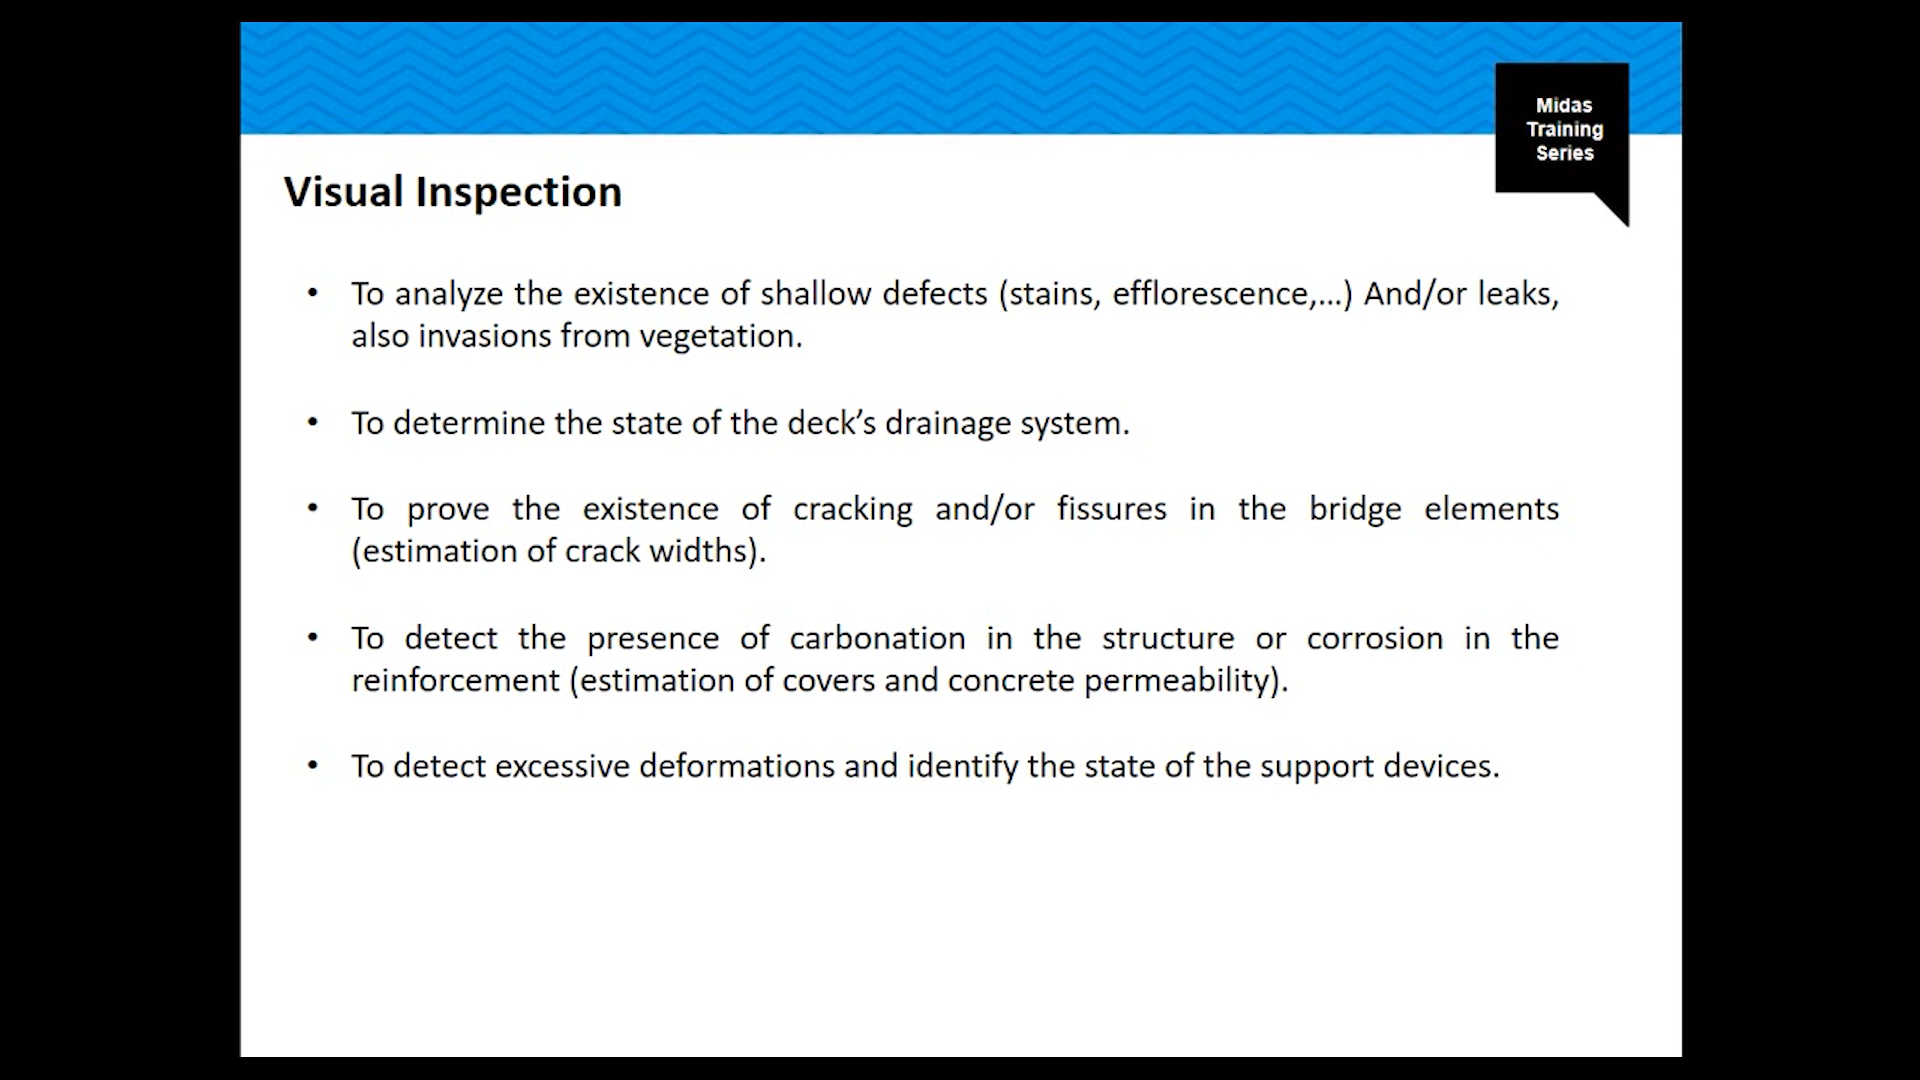 Midas
Training
Series
Visual Inspection
• To analyze the existence of shallow defects (stains, efflorescence,...) And/or leaks,
also invasions from vegetation.
• To determine the state of the deck’s drainage system.
• To prove the existence of cracking and/or fissures in the bridge elements
(estimation of crack widths).
• To detect the presence of carbonation in the structure or corrosion in the
reinforcement (estimation of covers and concrete permeability).
• To detect excessive deformations and identify the state of the support devices.